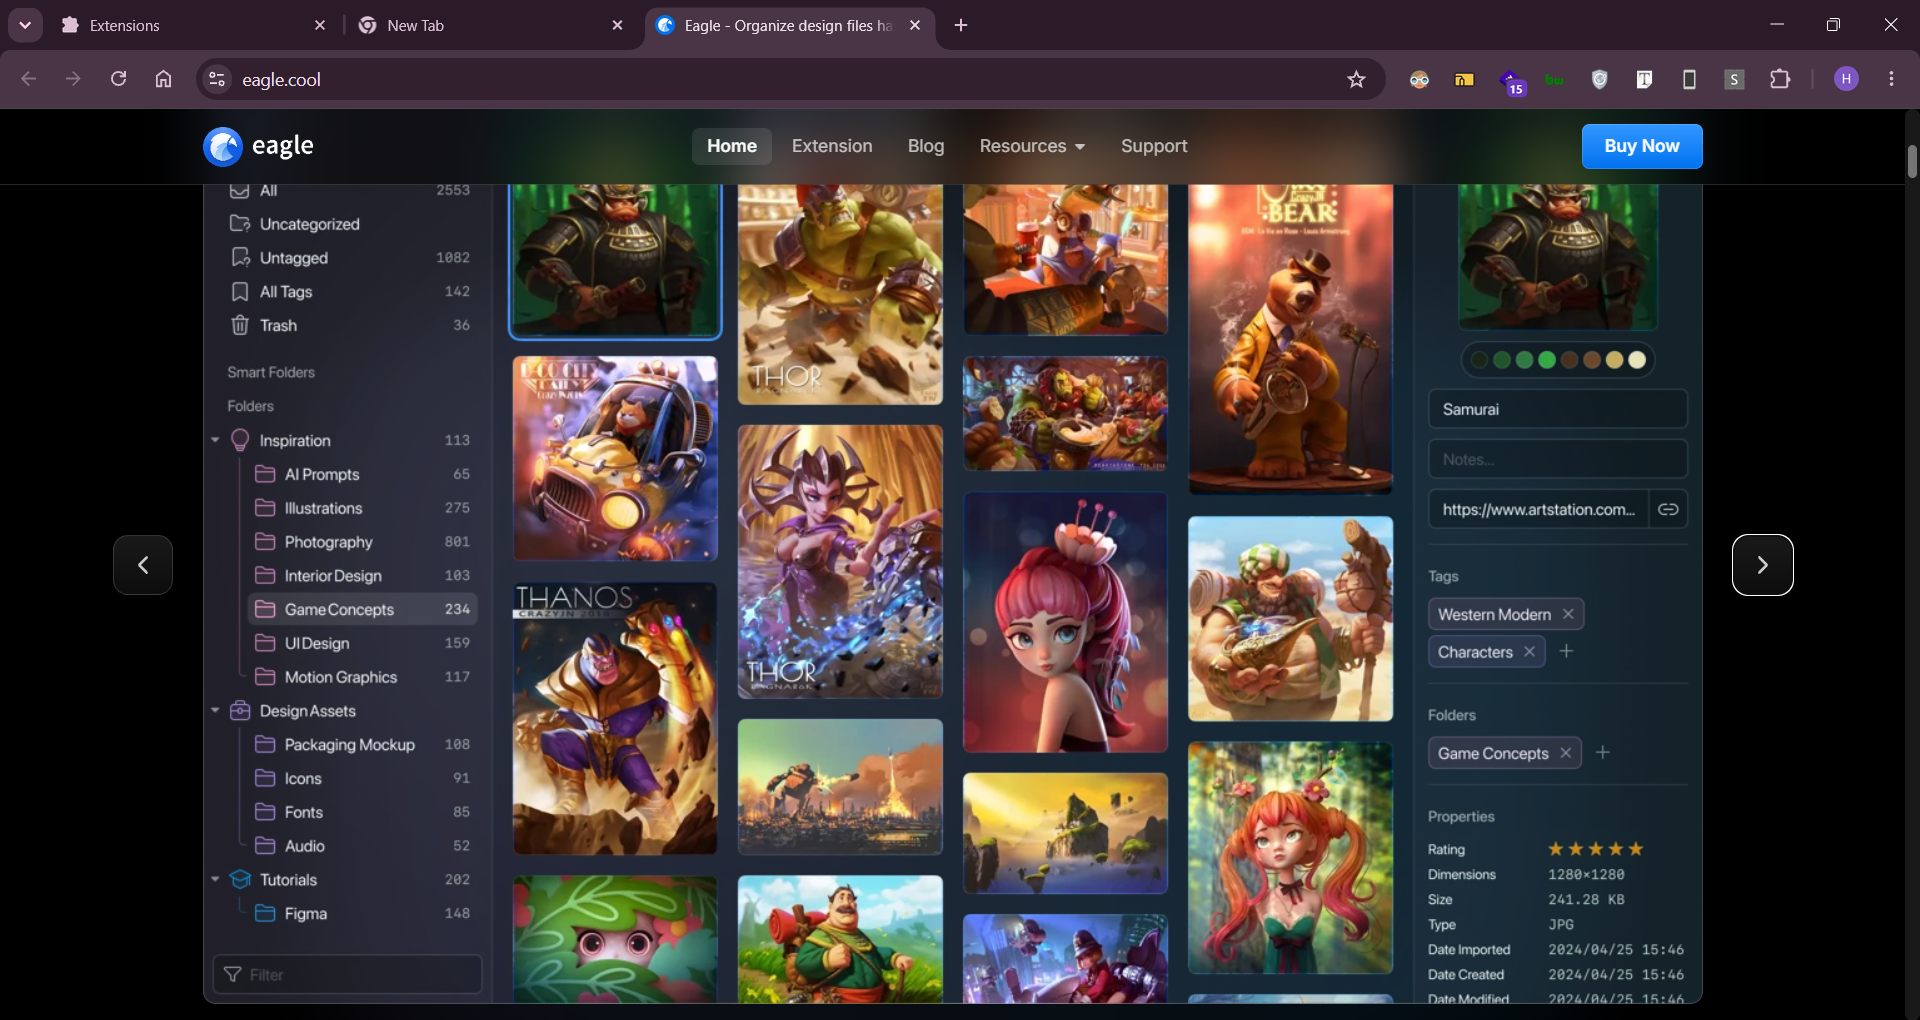 Extensions
New Tab
Eagle - Organize design files ha
eagle.cool
15
bw
T
S
H
eagle
Home
Extension
Blog
Resources
Support
Buy Now
All 2553
Uncategorized
Untagged 1082
All Tags 142
Trash 36
Smart Folders
Folders
Inspiration 113
AI Prompts 65
Illustrations 275
Photography 801
Interior Design 103
Game Concepts 234
UI Design 159
Motion Graphics 117
Design Assets
Packaging Mockup 108
Icons 91
Fonts 85
Audio 52
Tutorials 202
Figma 148
Filter
THANOS
CRAZYJN
THOR
THOR
BEAR
Samurai
Notes...
https://www.artstation.com...
Tags
Western Modern
Characters
Folders
Game Concepts
Properties
Rating
Dimensions 1280×1280
Size 241.28 KB
Type JPG
Date Imported 2024/04/25 15:46
Date Created 2024/04/25 15:46
Date Modified 2024/04/25 15:46